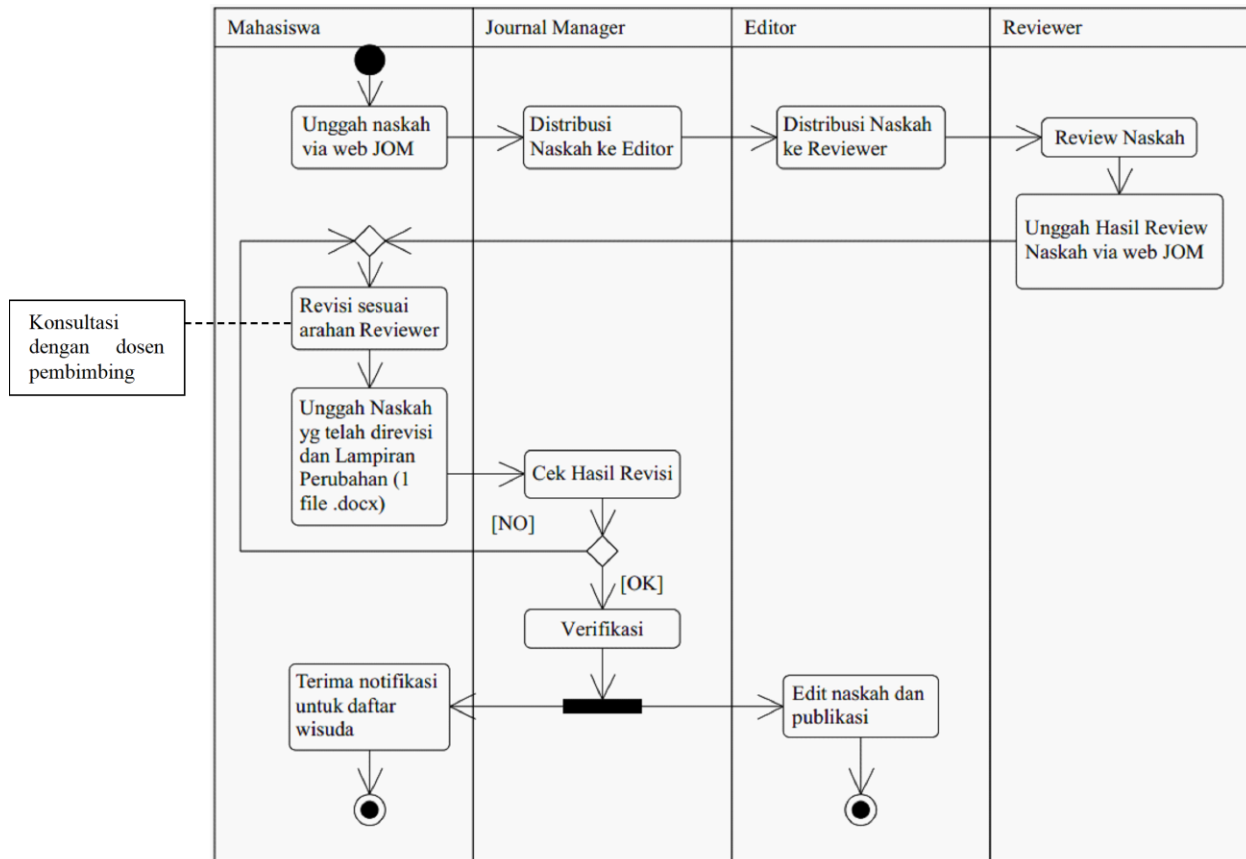 Mahasiswa
Journal Manager
Editor
Reviewer
Unggah naskah
via web JOM
Distribusi
Naskah ke Editor
Distribusi Naskah
ke Reviewer
Review Naskah
Unggah Hasil Review
Naskah via web JOM
Konsultasi
dengan dosen
pembimbing
Revisi sesuai
arahan Reviewer
Unggah Naskah
yg telah direvisi
dan Lampiran
Perubahan (1
file .docx)
Cek Hasil Revisi
[NO]
[OK]
Verifikasi
Terima notifikasi
untuk daftar
wisuda
Edit naskah dan
publikasi